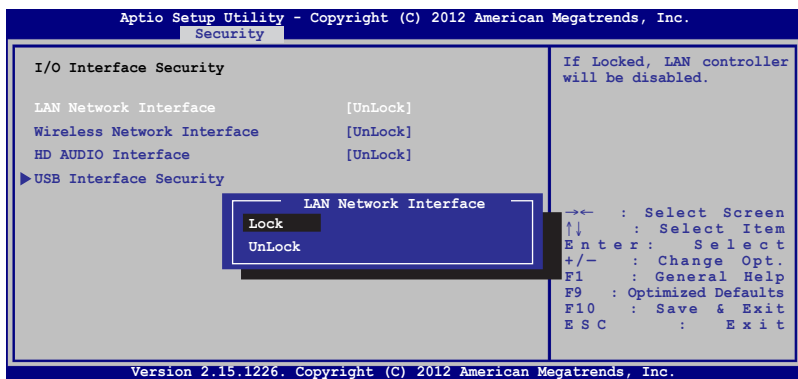 Aptio Setup Utility - Copyright (C) 2012 American Megatrends, Inc.
Security
I/O Interface Security
LAN Network Interface [UnLock]
Wireless Network Interface [UnLock]
HD AUDIO Interface [UnLock]
USB Interface Security
LAN Network Interface
Lock
UnLock
If Locked, LAN controller
will be disabled.
→← : Select Screen
↑↓ : Select Item
Enter: Select
+/— : Change Opt.
F1 : General Help
F9 : Optimized Defaults
F10 : Save & Exit
ESC : Exit
Version 2.15.1226. Copyright (C) 2012 American Megatrends, Inc.